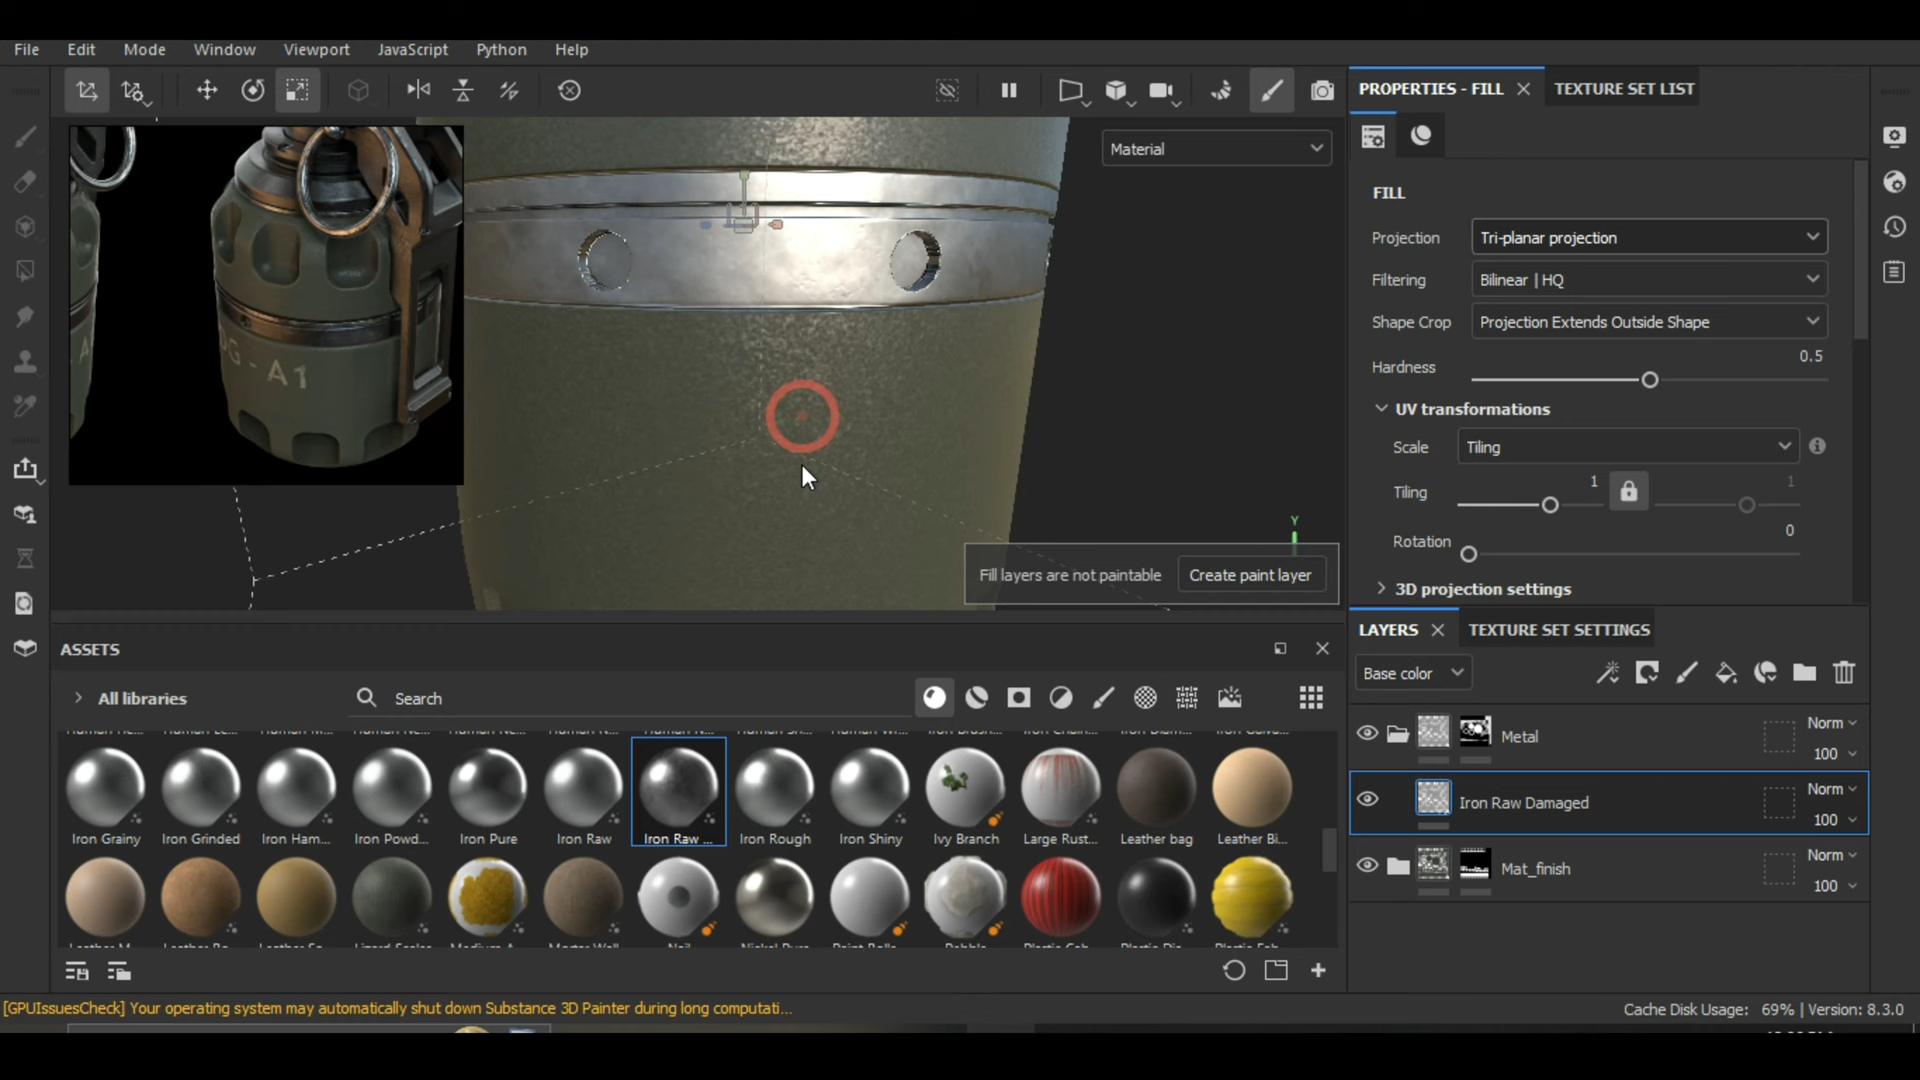 File Edit Mode Window Viewport JavaScript Python Help
PROPERTIES - FILL TEXTURE SET LIST
Material
FILL
Projection Tri-planar projection
Filtering Bilinear | HQ
Shape Crop Projection Extends Outside Shape
Hardness 0.5
UV transformations
Scale Tiling
Tiling 1 1
Rotation 0
3D projection settings
- A1
Y
Fill layers are not paintable Create paint layer
ASSETS
LAYERS TEXTURE SET SETTINGS
Base color
All libraries Search
Metal Norm 100
Iron Raw Damaged Norm 100
Mat_finish Norm 100
Iron Grainy Iron Grinded Iron Ham... Iron Powd... Iron Pure Iron Raw Iron Raw ... Iron Rough Iron Shiny Ivy Branch Large Rust... Leather bag Leather Bi...
[GPUIssuesCheck] Your operating system may automatically shut down Substance 3D Painter during long computati...
Cache Disk Usage: 69% | Version: 8.3.0